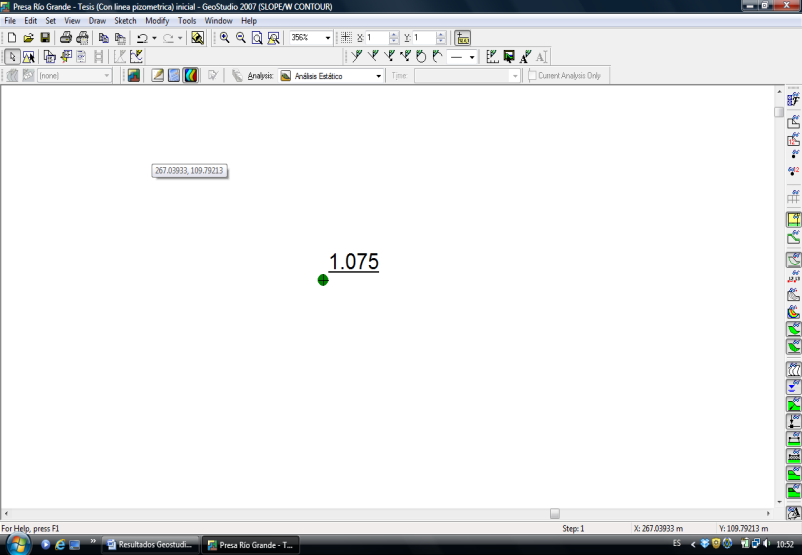 Presa Río Grande - Tesis (Con linea pizometrica) inicial - GeoStudio 2007 (SLOPE/W CONTOUR)
File Edit Set View Draw Sketch Modify Tools Window Help
356% X: 1 Y: 1
(none) Analysis: Análisis Estático Time: Current Analysis Only
267.03933, 109.79213
1.075
For Help, press F1 Step: 1 X: 267.03933 m Y: 109.79213 m
Resultados Geostudi... Presa Río Grande - T... ES 10:52